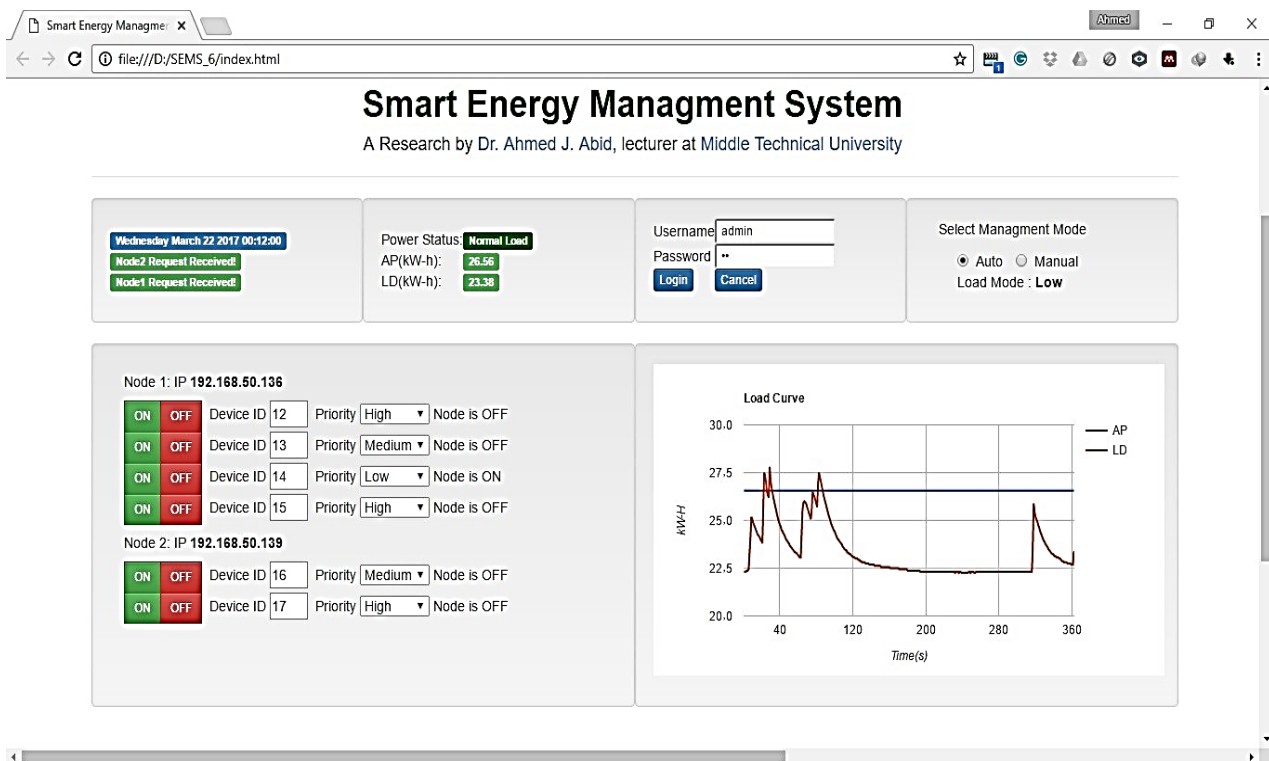 Smart Energy Managmer
Ahmed
file:///D:/SEMS_6/index.html
Smart Energy Managment System
A Research by Dr. Ahmed J. Abid, lecturer at Middle Technical University
Wednesday March 22 2017 00:12:00
Node2 Request Received!
Node1 Request Received!
Power Status: Normal Load
AP(kW-h): 26.56
LD(kW-h): 23.38
Username admin
Password ••
Login Cancel
Select Managment Mode
Auto Manual
Load Mode : Low
Node 1: IP 192.168.50.136
ON OFF Device ID 12 Priority High Node is OFF
ON OFF Device ID 13 Priority Medium Node is OFF
ON OFF Device ID 14 Priority Low Node is ON
ON OFF Device ID 15 Priority High Node is OFF
Node 2: IP 192.168.50.139
ON OFF Device ID 16 Priority Medium Node is OFF
ON OFF Device ID 17 Priority High Node is OFF
Load Curve
30.0
27.5
25.0
22.5
20.0
kW-H
40 120 200 280 360
Time(s)
AP
LD